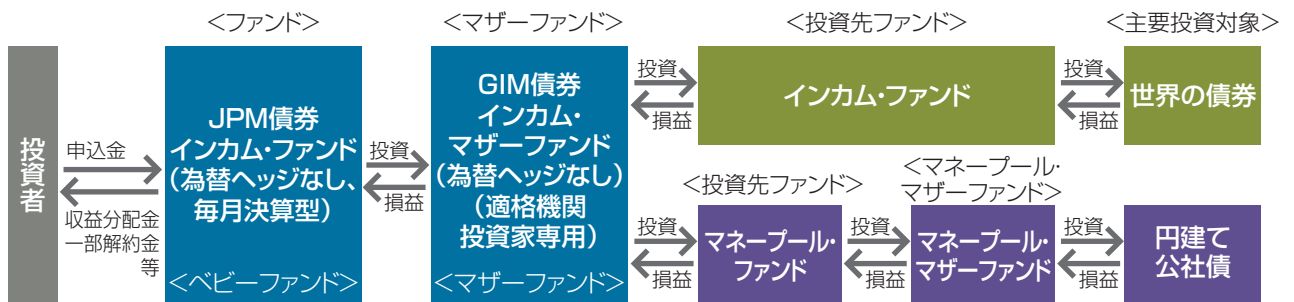 <ファンド>
<マザーファンド>
<投資先ファンド>
<主要投資対象>
投資者
申込金
収益分配金
一部解約金
等
JPM債券
インカム・ファンド
(為替ヘッジなし、
毎月決算型)
<ベビーファンド>
投資
損益
GIM債券
インカム・
マザーファンド
(為替ヘッジなし)
(適格機関
投資家専用)
<マザーファンド>
投資
損益
インカム・ファンド
投資
損益
世界の債券
<投資先ファンド>
<マネープール・
マザーファンド>
投資
損益
マネープール・
ファンド
投資
損益
マネープール・
マザーファンド
投資
損益
円建て
公社債